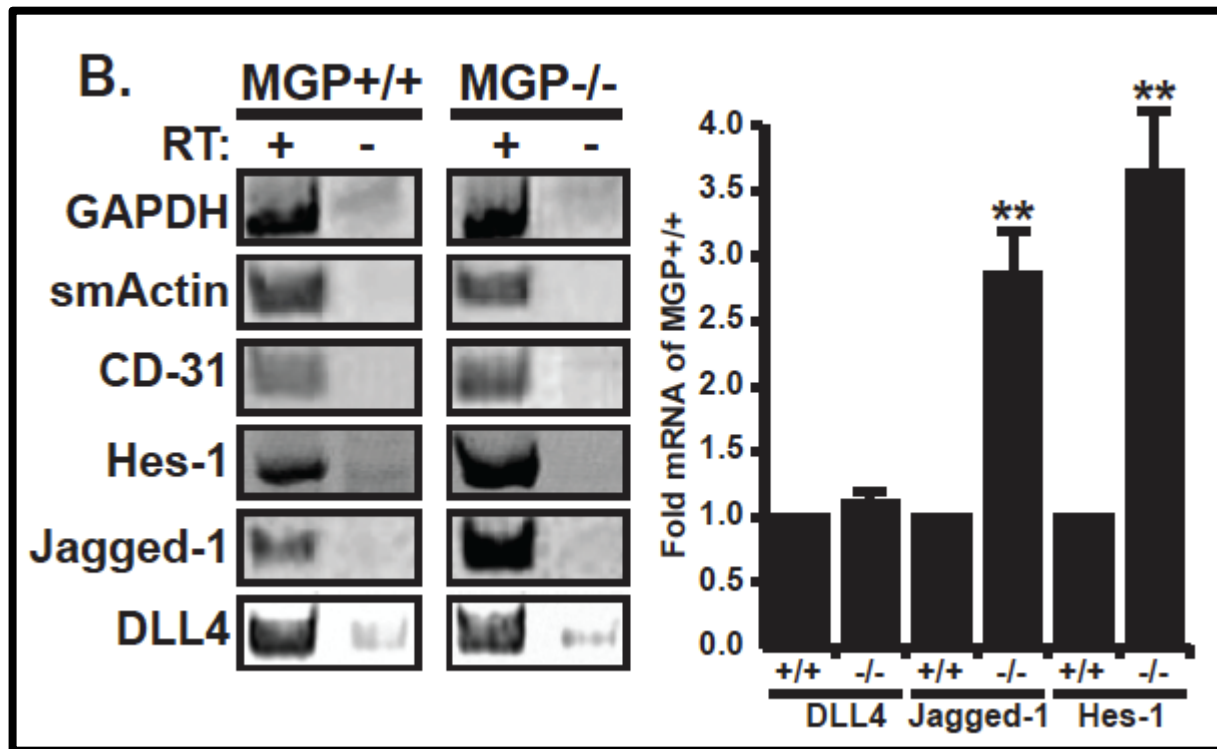 B.
MGP+/+ MGP-/-
RT: + - + -
GAPDH
smActin
CD-31
Hes-1
Jagged-1
DLL4
Fold mRNA of MGP+/+
4.0
3.5
3.0
2.5
2.0
1.5
1.0
0.5
0.0
**
**
+/+ -/- +/+ -/- +/+ -/-
DLL4 Jagged-1 Hes-1